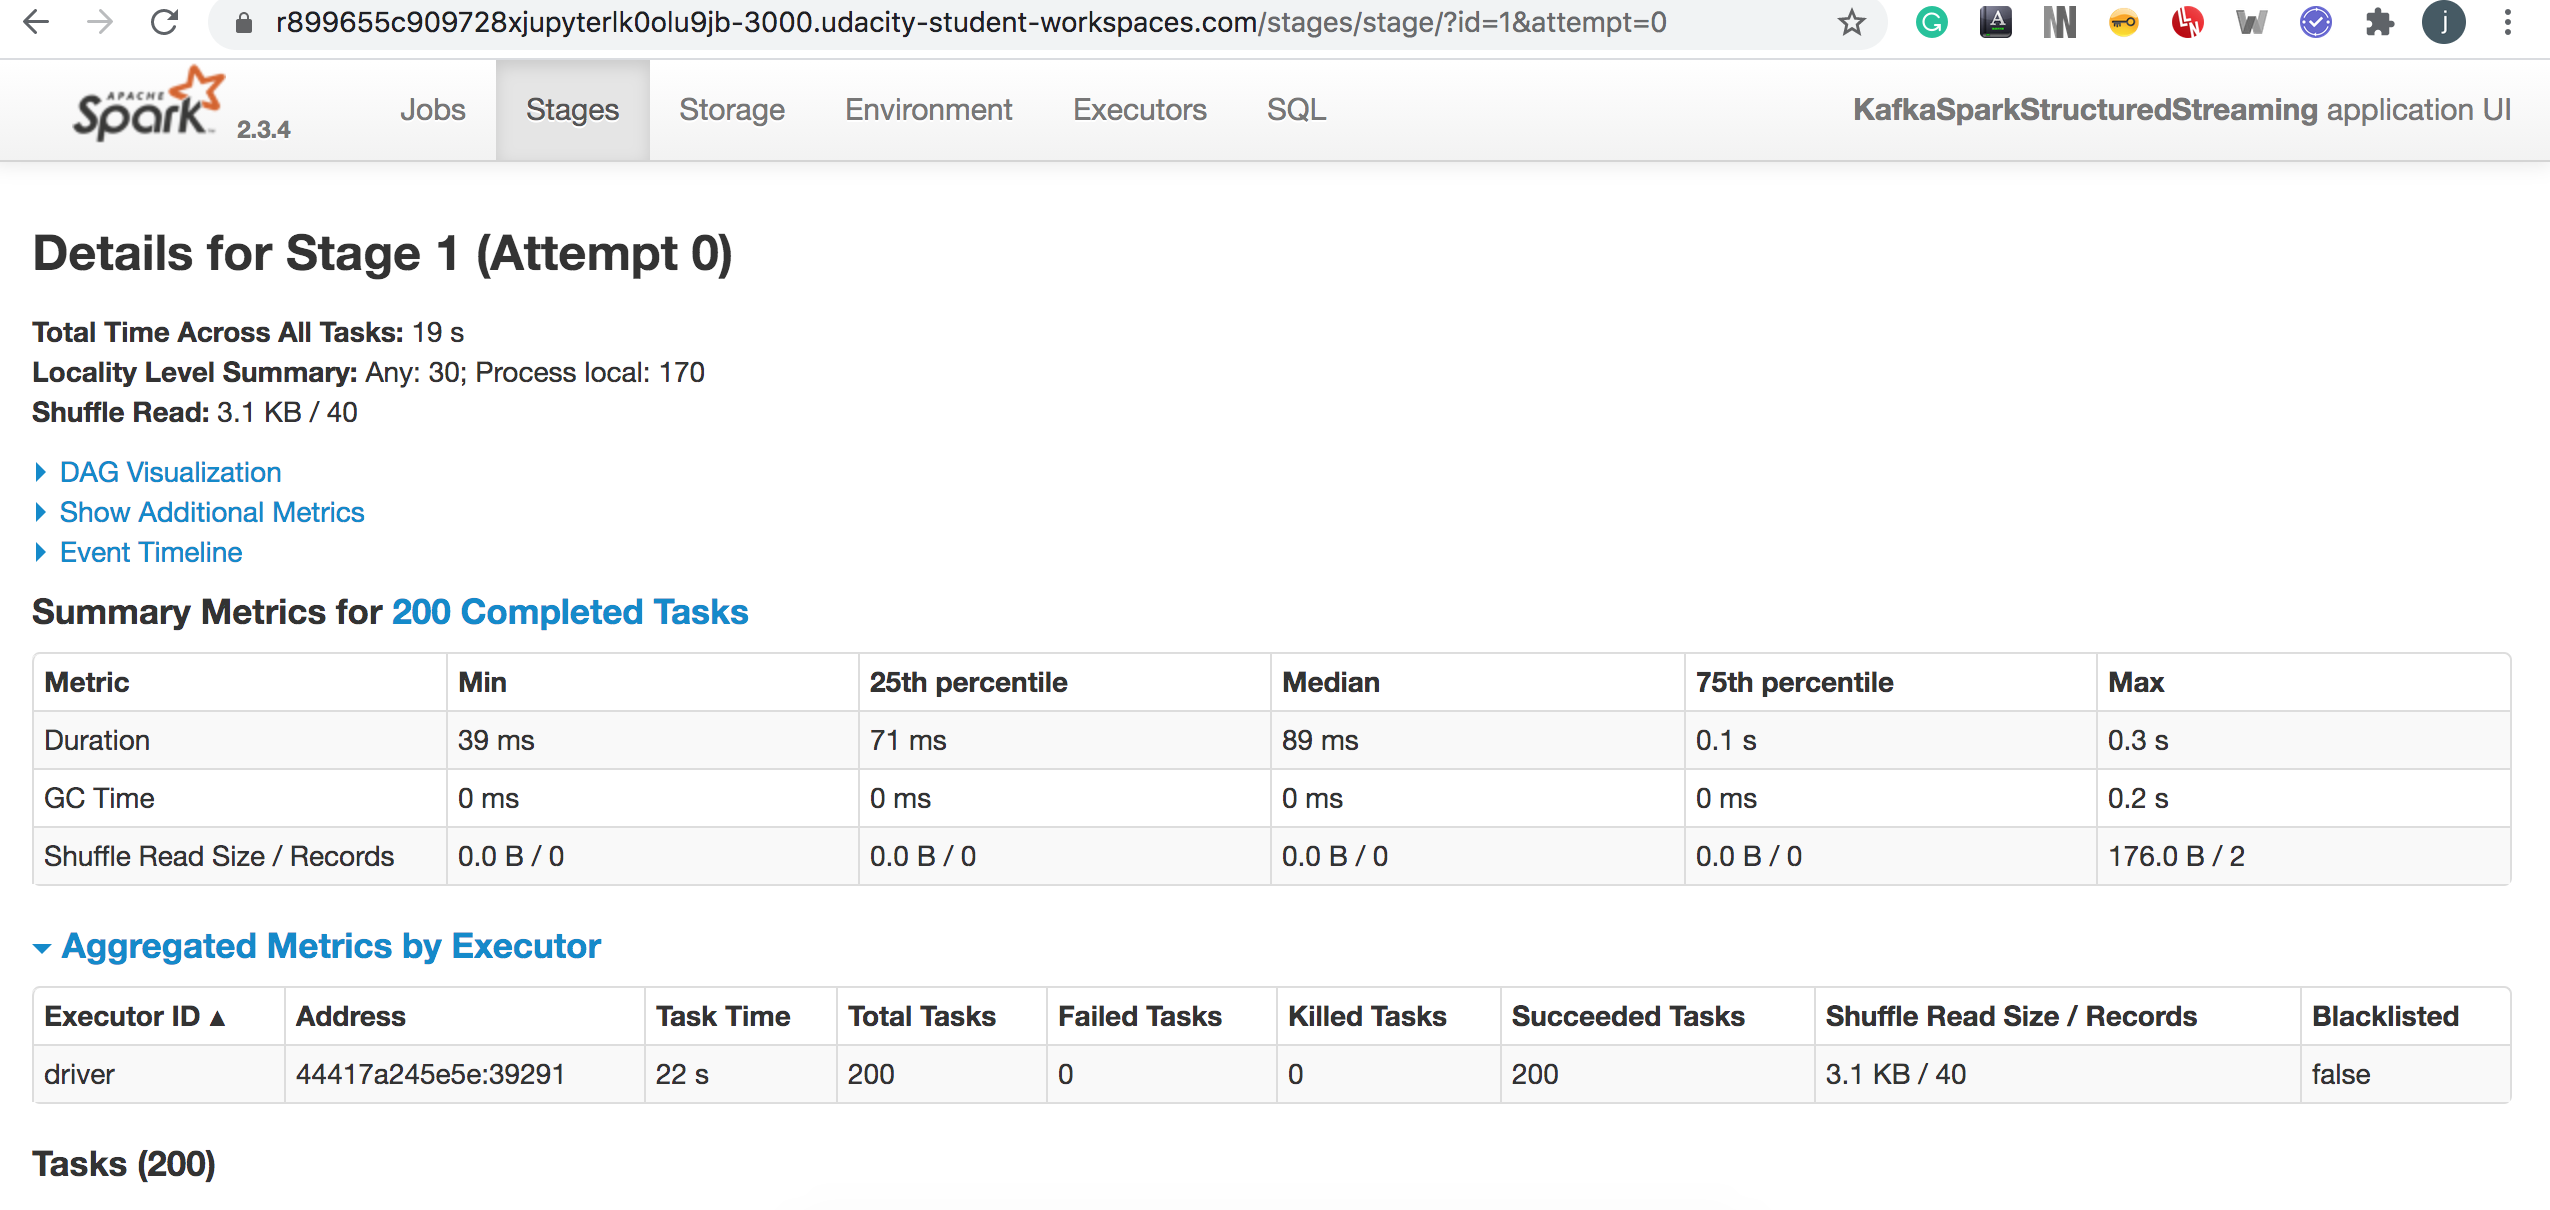 r899655c909728xjupyterlk0olu9jb-3000.udacity-student-workspaces.com/stages/stage/?id=1&attempt=0
A
LN
j
APACHE
Spark 2.3.4
Jobs Stages Storage Environment Executors SQL
KafkaSparkStructuredStreaming application UI
Details for Stage 1 (Attempt 0)
Total Time Across All Tasks: 19 s
Locality Level Summary: Any: 30; Process local: 170
Shuffle Read: 3.1 KB / 40
DAG Visualization
Show Additional Metrics
Event Timeline
Summary Metrics for 200 Completed Tasks
Metric Min 25th percentile Median 75th percentile Max
Duration 39 ms 71 ms 89 ms 0.1 s 0.3 s
GC Time 0 ms 0 ms 0 ms 0 ms 0.2 s
Shuffle Read Size / Records 0.0 B / 0 0.0 B / 0 0.0 B / 0 0.0 B / 0 176.0 B / 2
Aggregated Metrics by Executor
Executor ID ▲ Address Task Time Total Tasks Failed Tasks Killed Tasks Succeeded Tasks Shuffle Read Size / Records Blacklisted
driver 44417a245e5e:39291 22 s 200 0 0 200 3.1 KB / 40 false
Tasks (200)